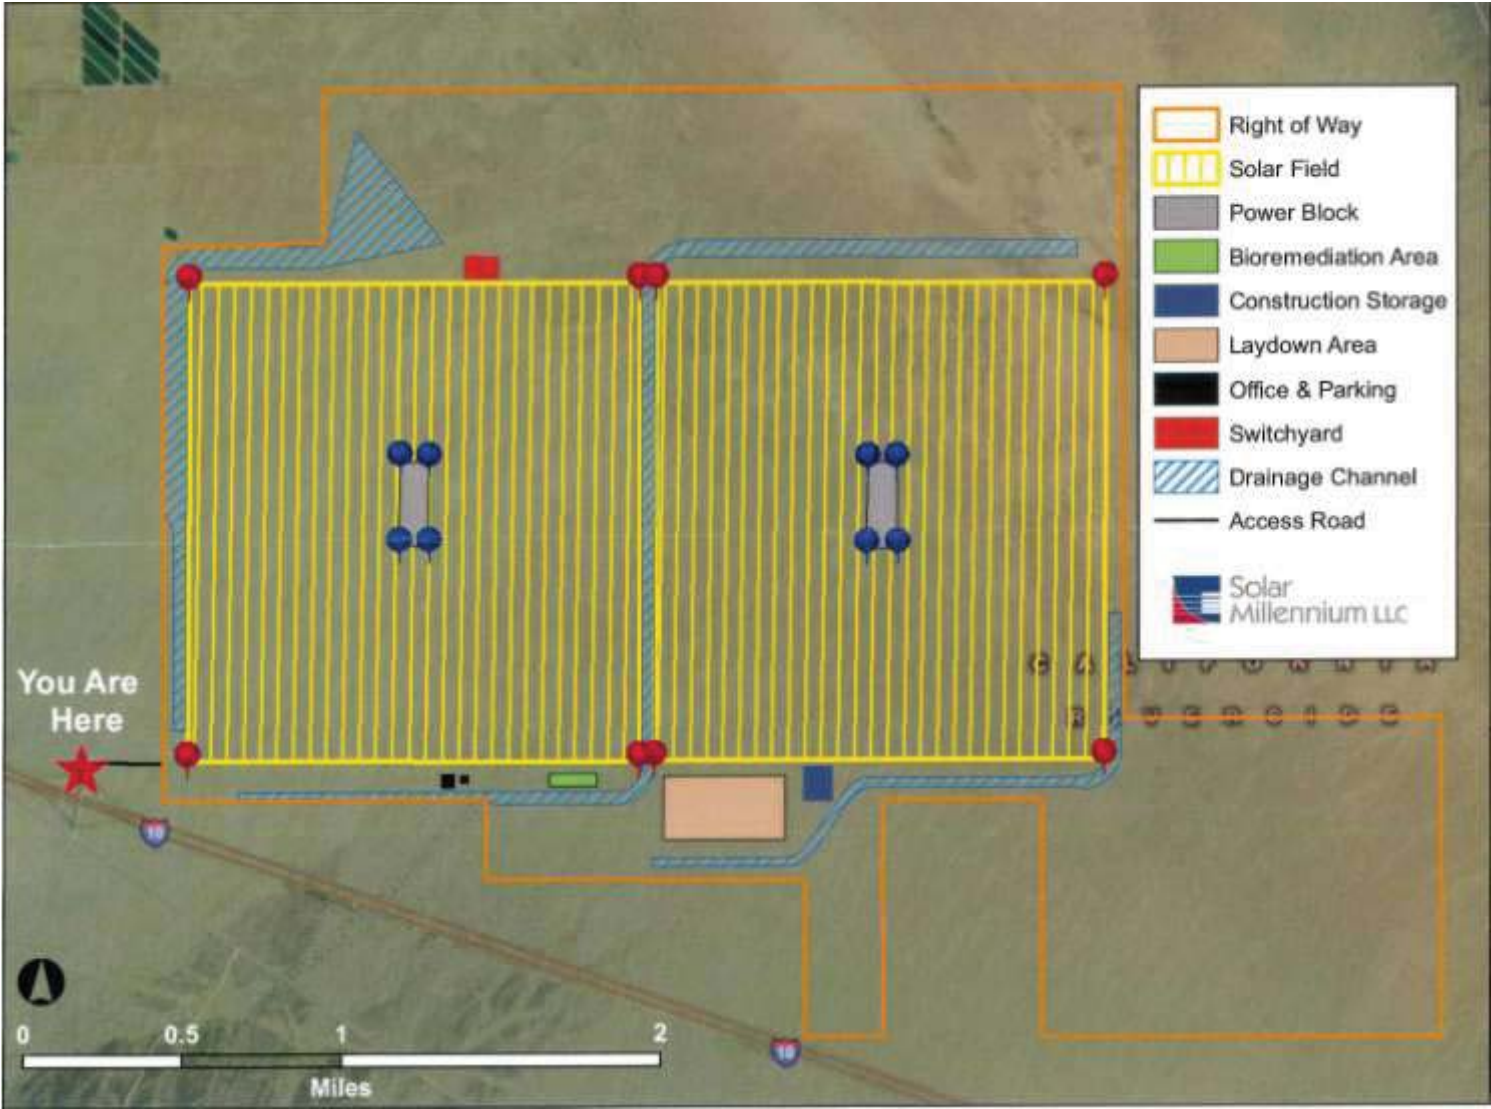 Right of Way
Solar Field
Power Block
Bioremediation Area
Construction Storage
Laydown Area
Office & Parking
Switchyard
Drainage Channel
Access Road
Solar
Millennium LLC
You Are
Here
10
10
0 0.5 1 2
Miles